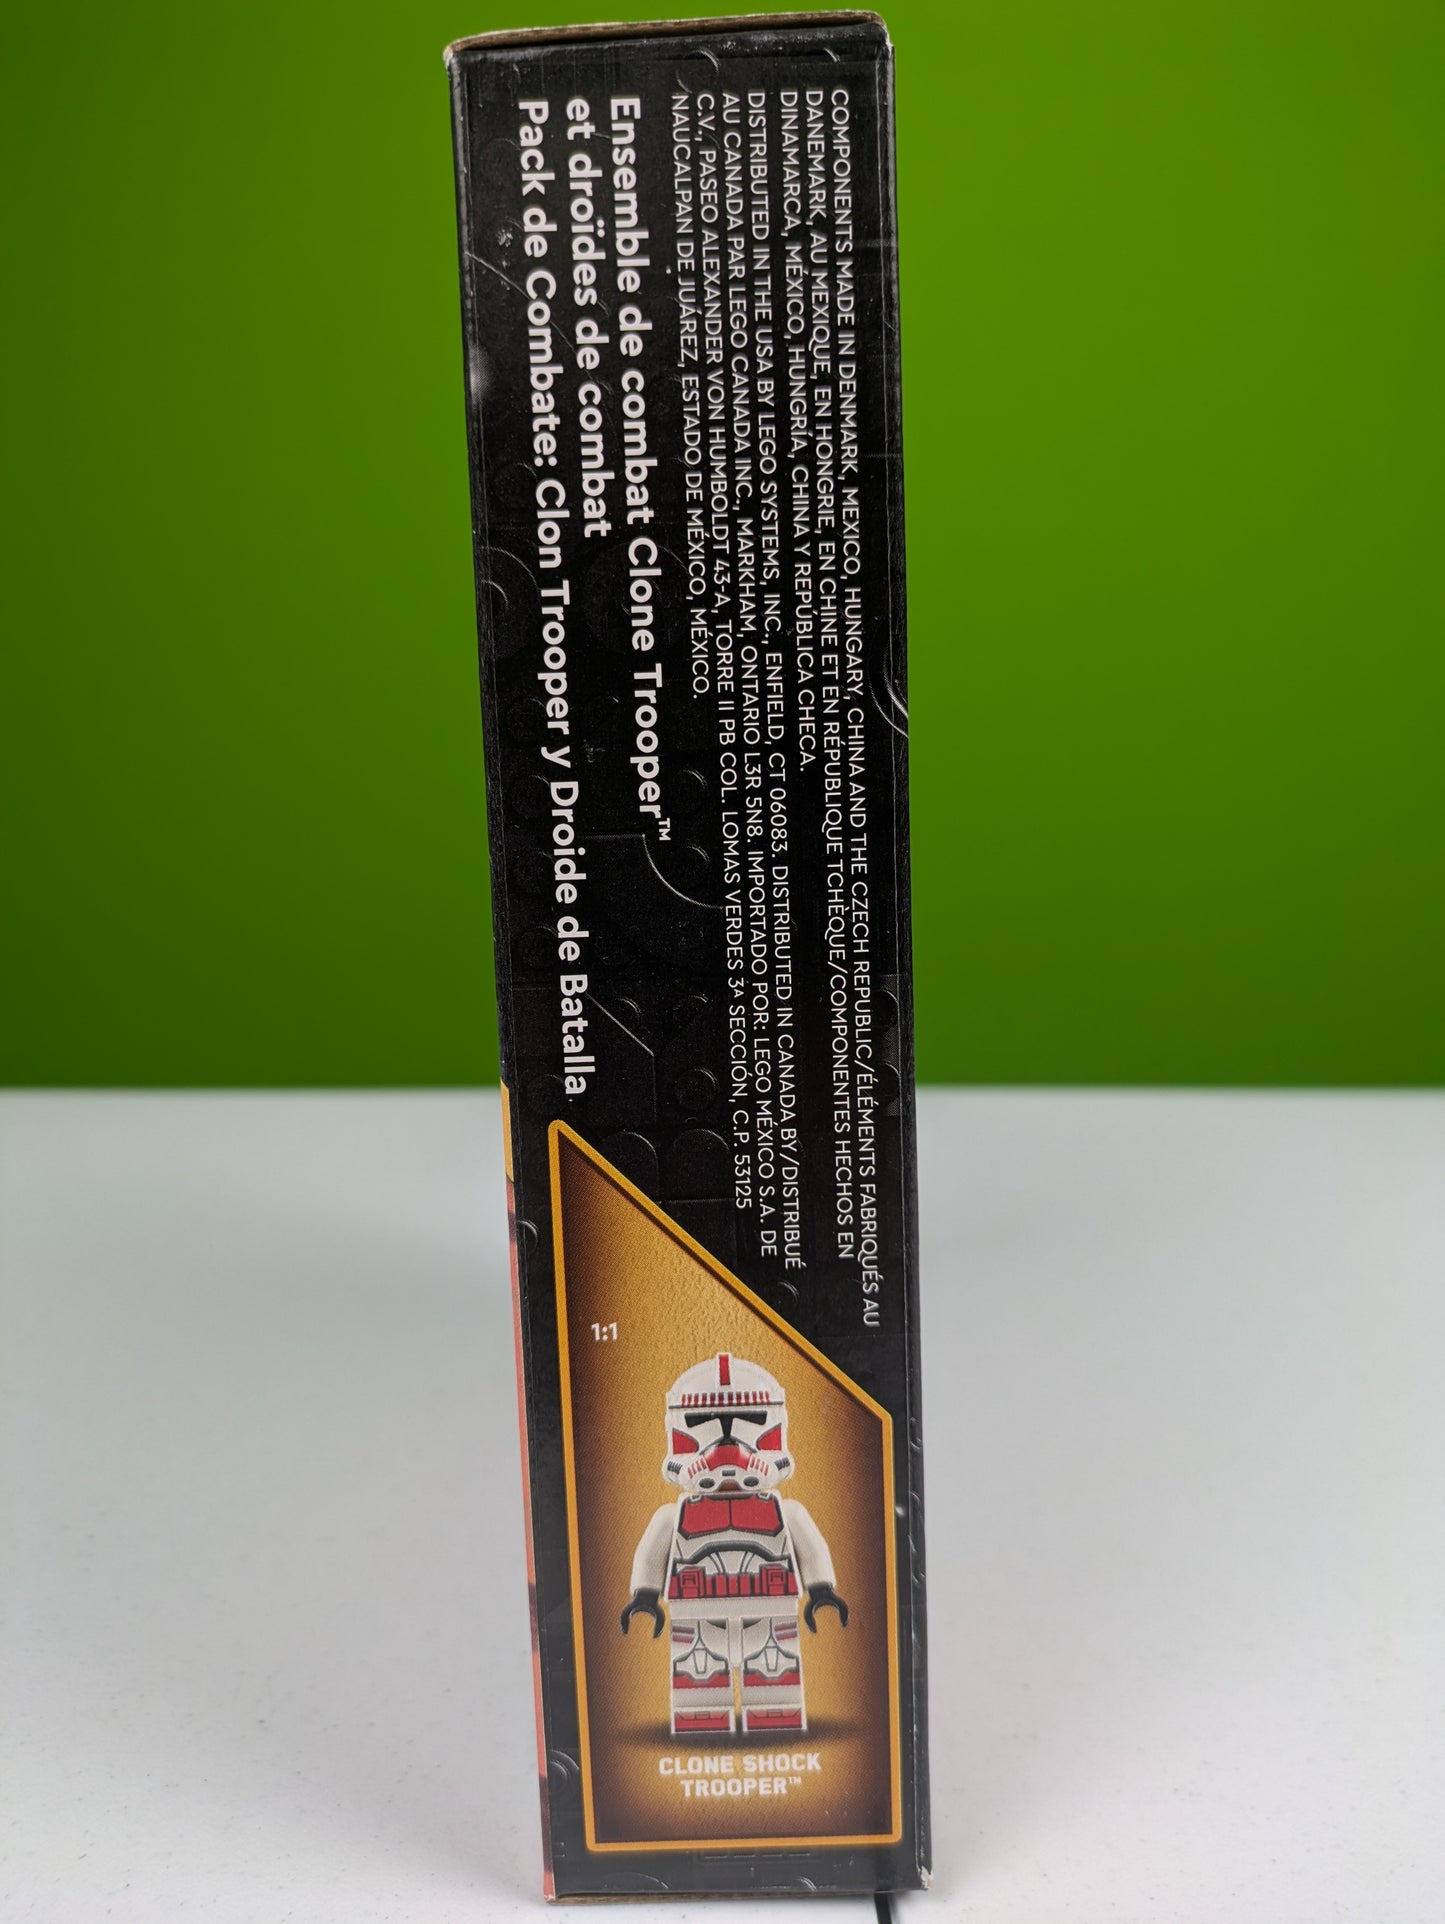 COMPONENTS MADE IN DENMARK, MEXICO, HUNGARY, CHINA AND THE CZECH REPUBLIC/ÉLÉMENTS FABRIQUÉS AU
DANEMARK, AU MEXIQUE, EN HONGRIE, EN CHINE ET EN RÉPUBLIQUE TCHÈQUE/COMPONENTES HECHOS EN
DINAMARCA, MÉXICO, HUNGRÍA, CHINA Y REPÚBLICA CHECA.
DISTRIBUTED IN THE USA BY LEGO SYSTEMS, INC., ENFIELD, CT 06083. DISTRIBUTED IN CANADA BY/DISTRIBUÉ
AU CANADA PAR LEGO CANADA INC., MARKHAM, ONTARIO L3R 5N8. IMPORTADO POR: LEGO MÉXICO S.A. DE
C.V., PASEO ALEXANDER VON HUMBOLDT 43-A, TORRE II PB COL. LOMAS VERDES 3ᴬ SECCIÓN, C.P. 53125
NAUCALPAN DE JUÁREZ, ESTADO DE MÉXICO, MÉXICO.
Ensemble de combat Clone Trooper™
et droïdes de combat
Pack de Combate: Clon Trooper y Droide de Batalla
1:1
CLONE SHOCK
TROOPER™